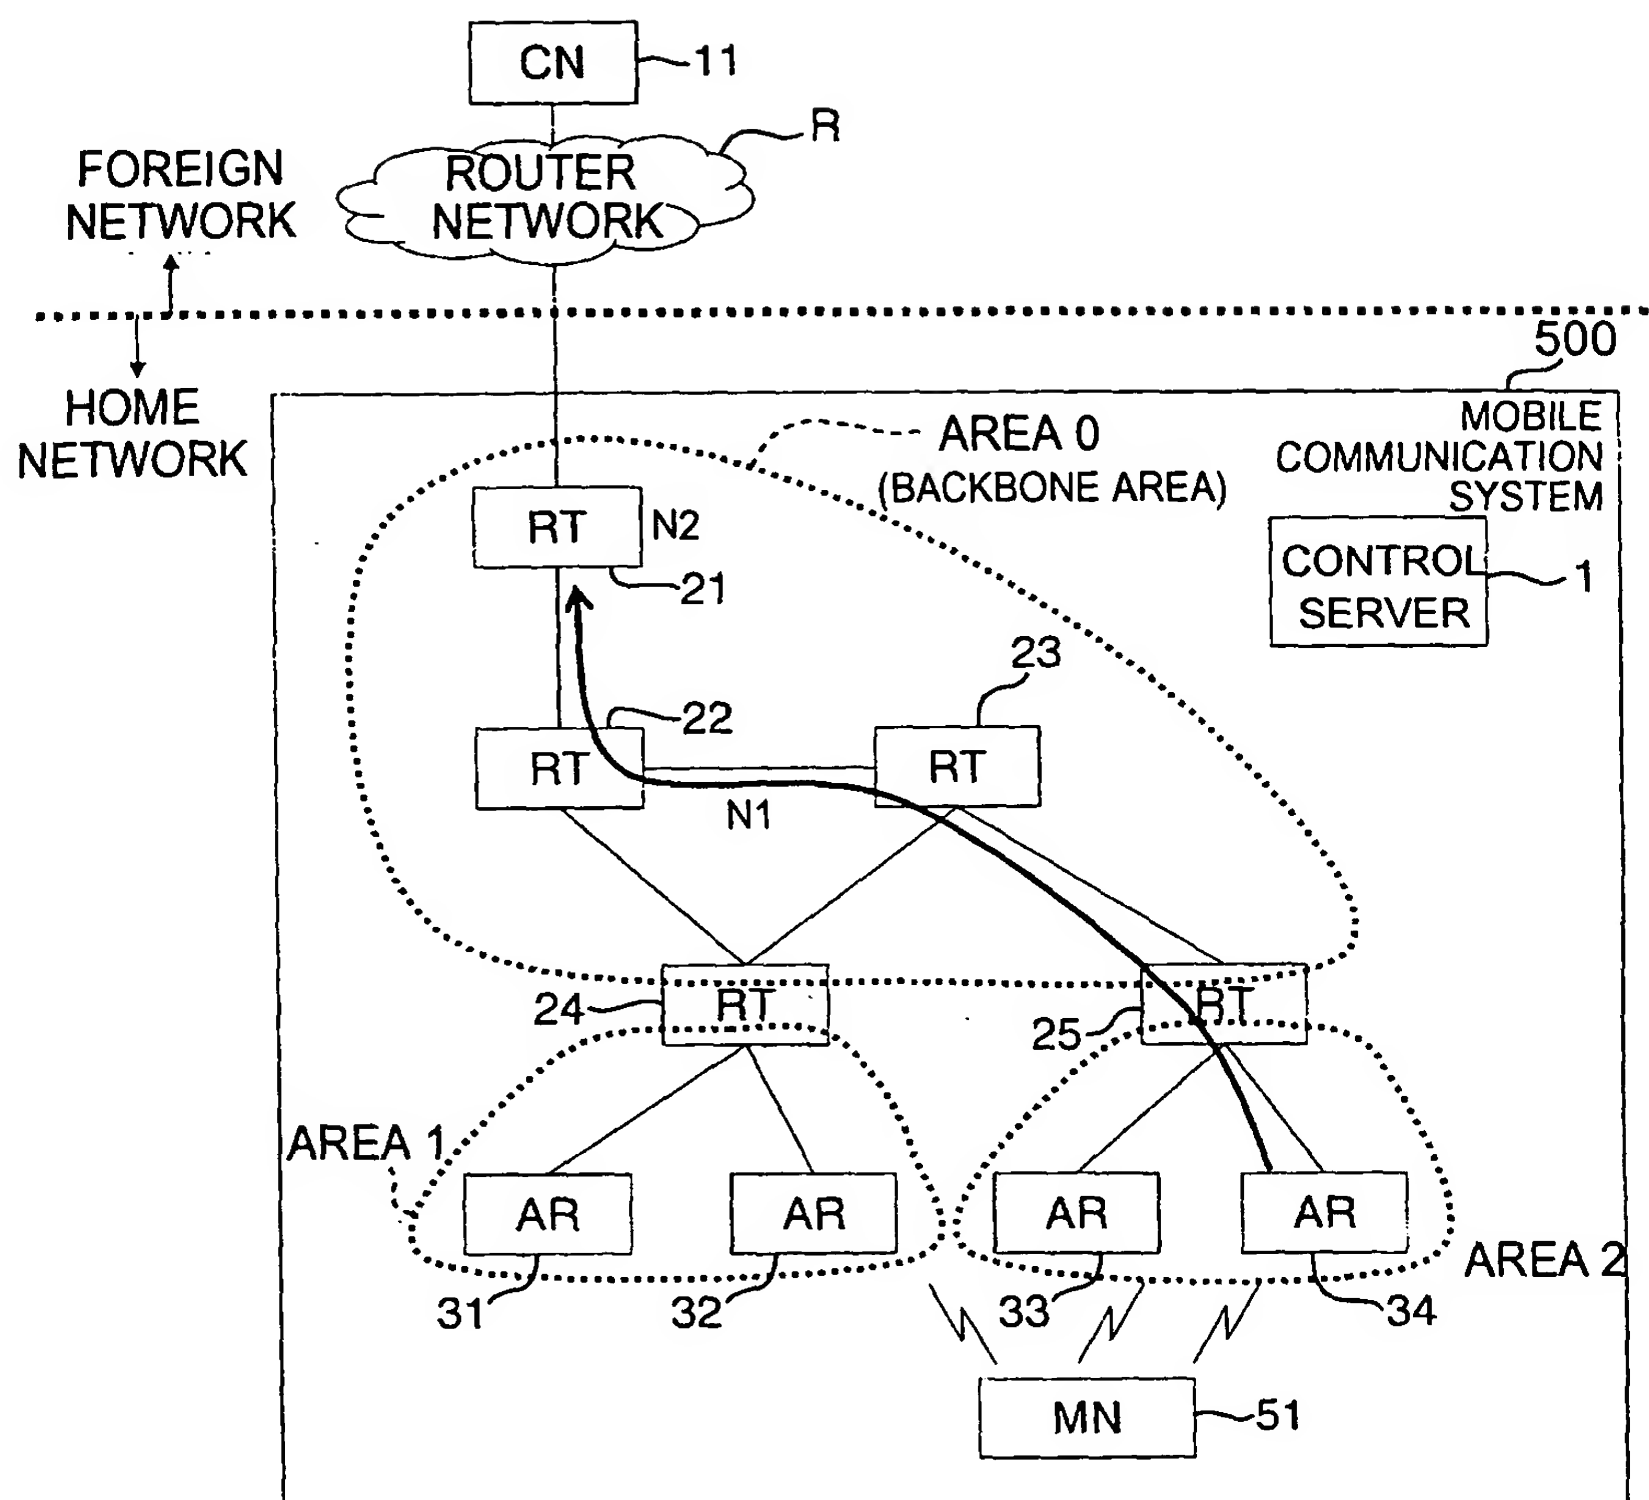 CN
11
R
FOREIGN
NETWORK
ROUTER
NETWORK
500
HOME
NETWORK
MOBILE
COMMUNICATION
SYSTEM
AREA 0
(BACKBONE AREA)
RT
N2
21
CONTROL
SERVER
1
23
22
RT
RT
N1
24
RT
25
RT
AREA 1
AR
AR
AR
AR
AREA 2
31
32
33
34
MN
51